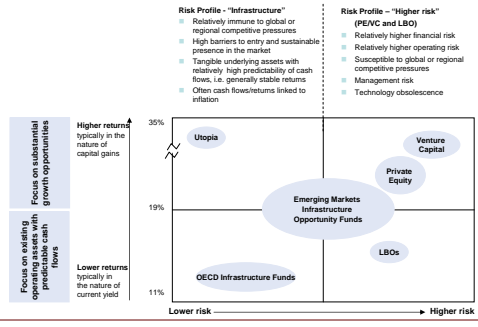 Risk Profile - "Infrastructure"
Relatively immune to global or
regional competitive pressures
High barriers to entry and sustainable
presence in the market
Tangible underlying assets with
relatively high predictability of cash
flows, i.e. generally stable returns
Often cash flows/returns linked to
inflation
Risk Profile – "Higher risk"
(PE/VC and LBO)
Relatively higher financial risk
Relatively higher operating risk
Susceptible to global or regional
competitive pressures
Management risk
Technology obsolescence
Focus on substantial
growth opportunities
Higher returns
typically in the
nature of
capital gains
35%
Utopia
Venture
Capital
Private
Equity
Emerging Markets
Infrastructure
Opportunity Funds
19%
Focus on existing
operating assets with
predictable cash
flows
Lower returns
typically in
the nature of
current yield
LBOs
OECD Infrastructure Funds
11%
Lower risk
Higher risk